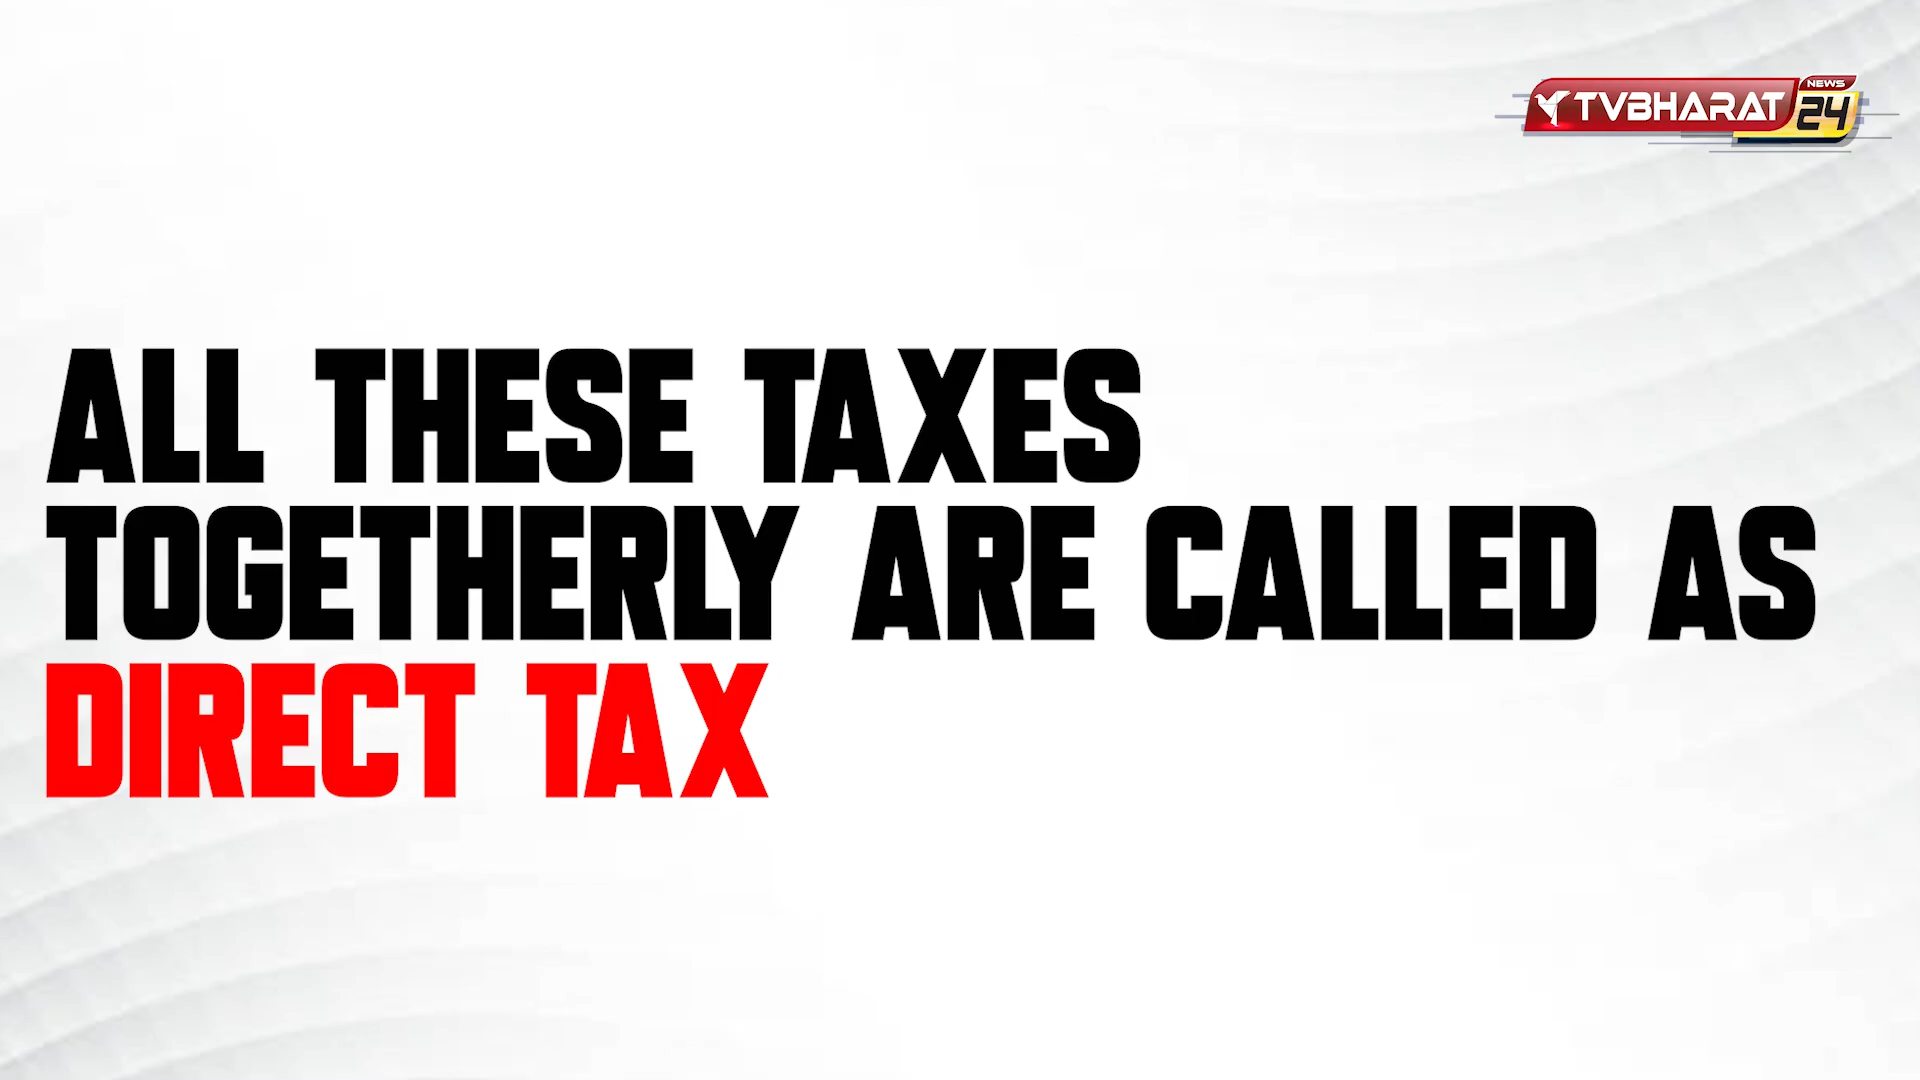 TVBHARAT NEWS 24
ALL THESE TAXES
TOGETHERLY ARE CALLED AS
DIRECT TAX